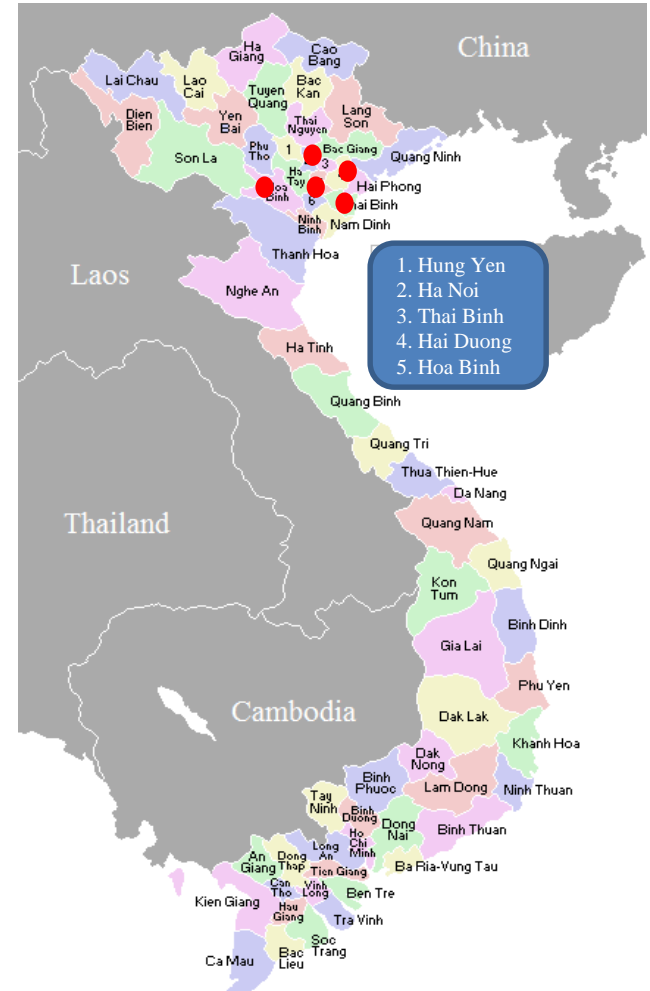 China
Ha
Giang
Cao
Bang
Lai Chau
Lao
Cai
Tuyen
Quang
Bac
Kan
Dien
Bien
Yen
Bai
Thai
Nguyen
Lang
Son
Son La
Phu
Tho
1
3
Bac Giang
Quang Ninh
Ha
Tay
Hai Phong
Binh
6
hai Binh
Ninh
Binh
Nam Dinh
Thanh Hoa
Laos
Nghe An
1. Hung Yen
2. Ha Noi
3. Thai Binh
4. Hai Duong
5. Hoa Binh
Ha Tinh
Quang Binh
Quang Tri
Thua Thien-Hue
Da Nang
Thailand
Quang Nam
Quang Ngai
Kon
Tum
Binh Dinh
Gia Lai
Phu Yen
Cambodia
Dak Lak
Khanh Hoa
Dak
Nong
Binh
Phuoc
Lam Dong
Ninh Thuan
Tay
Ninh
Binh
Duong
Dong
Nai
Binh Thuan
Ho
Chi
Minh
Long
An
An
Giang
Dong
Thap
Tien Giang
Ba Ria-Vung Tau
Can
Tho
Vinh
Long
Ben Tre
Kien Giang
Hau
Giang
Tra Vinh
Soc
Trang
Ca Mau
Bac
Lieu